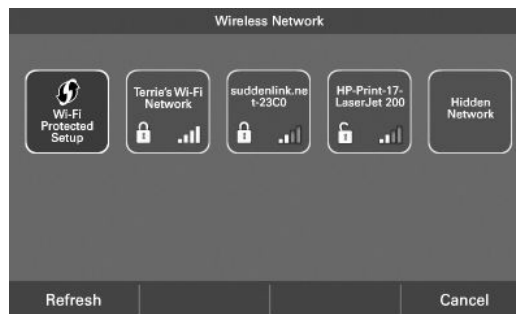 Wireless Network
Wi-Fi
Protected
Setup
Terrie's Wi-Fi
Network
suddenlink.ne
t-23C0
HP-Print-17-
LaserJet 200
Hidden
Network
Refresh
Cancel